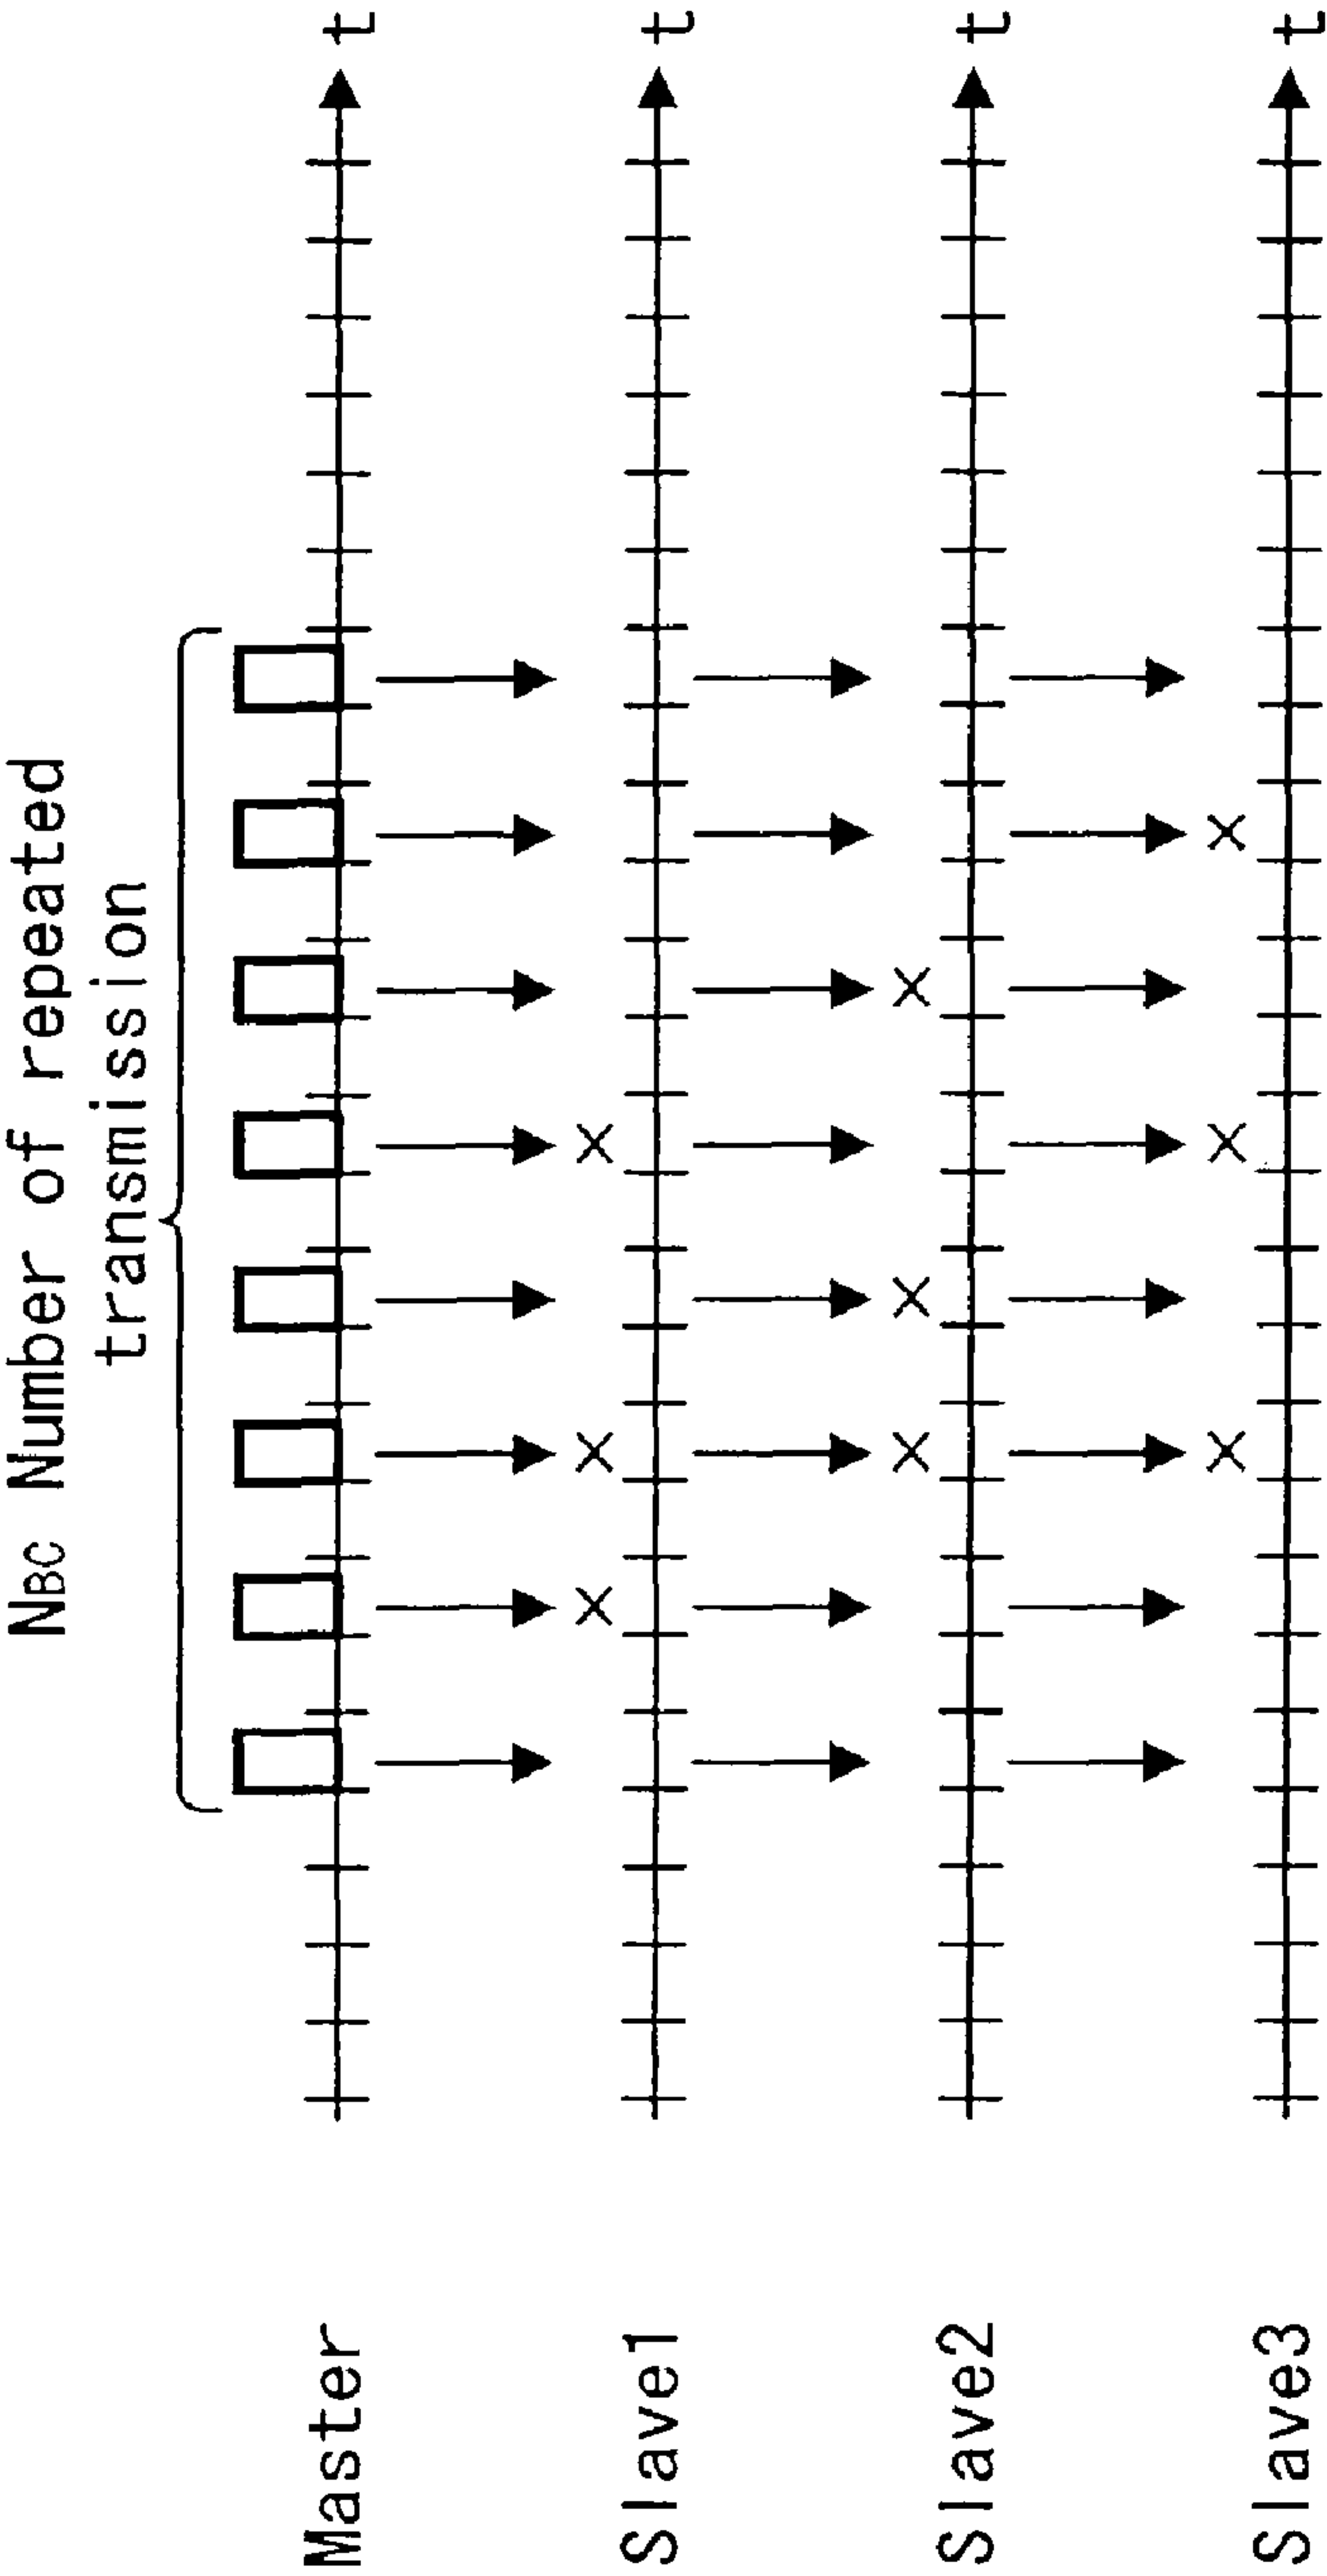 NBC Number of repeated
transmission
Master
t
Slave1
× × ×
t
Slave2
× × ×
t
Slave3
× × ×
t